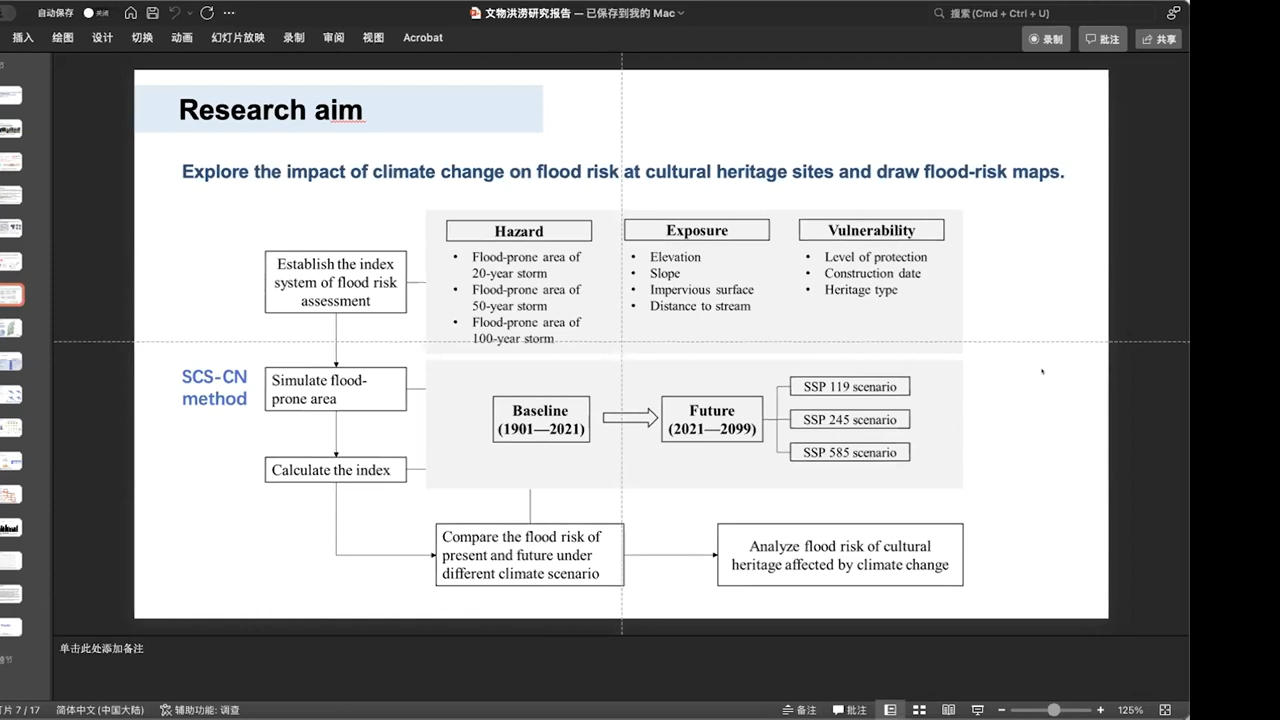 自动保存 关闭
文物洪涝研究报告 — 已保存到我的 Mac
搜索 (Cmd + Ctrl + U)
插入 绘图 设计 切换 动画 幻灯片放映 录制 审阅 视图 Acrobat
录制 批注 共享
Research aim
Explore the impact of climate change on flood risk at cultural heritage sites and draw flood-risk maps.
Establish the index
system of flood risk
assessment
Hazard
• Flood-prone area of
20-year storm
• Flood-prone area of
50-year storm
• Flood-prone area of
100-year storm
Exposure
• Elevation
• Slope
• Impervious surface
• Distance to stream
Vulnerability
• Level of protection
• Construction date
• Heritage type
SCS-CN
method
Simulate flood-
prone area
Calculate the index
Baseline
(1901—2021)
Future
(2021—2099)
SSP 119 scenario
SSP 245 scenario
SSP 585 scenario
Compare the flood risk of
present and future under
different climate scenario
Analyze flood risk of cultural
heritage affected by climate change
单击此处添加备注
片 7 / 17 简体中文 (中国大陆) 辅助功能: 调查
备注 批注 125%